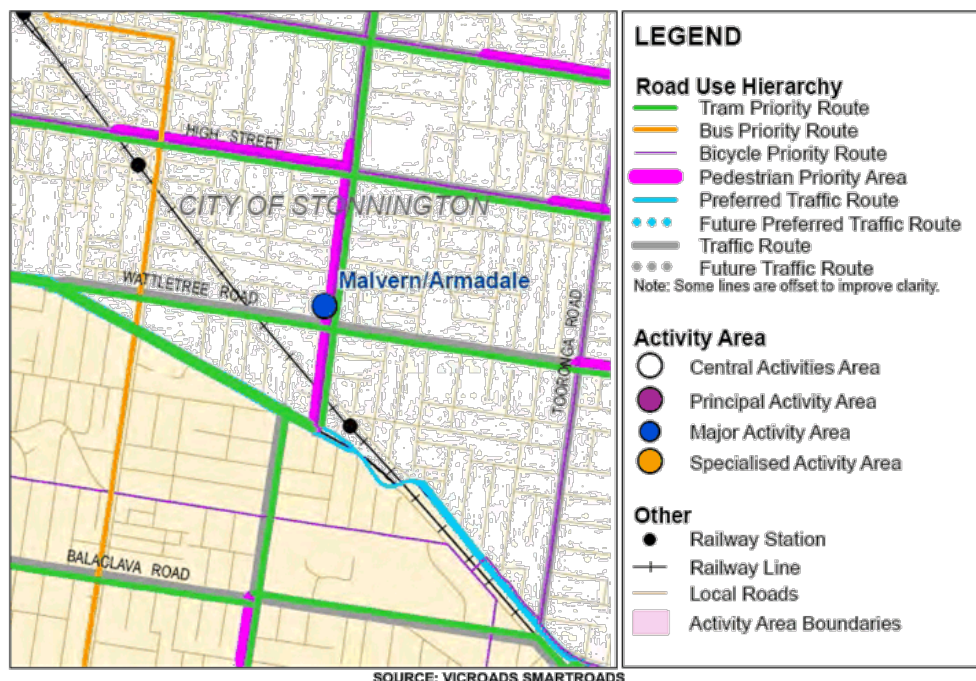 HIGH STREET
CITY OF STONNINGTON
Malvern/Armadale
WATTLETREE ROAD
TOORONGA ROAD
BALACLAVA ROAD
LEGEND
Road Use Hierarchy
Tram Priority Route
Bus Priority Route
Bicycle Priority Route
Pedestrian Priority Area
Preferred Traffic Route
Future Preferred Traffic Route
Traffic Route
Future Traffic Route
Note: Some lines are offset to improve clarity.
Activity Area
Central Activities Area
Principal Activity Area
Major Activity Area
Specialised Activity Area
Other
Railway Station
Railway Line
Local Roads
Activity Area Boundaries
SOURCE: VICROADS SMARTROADS